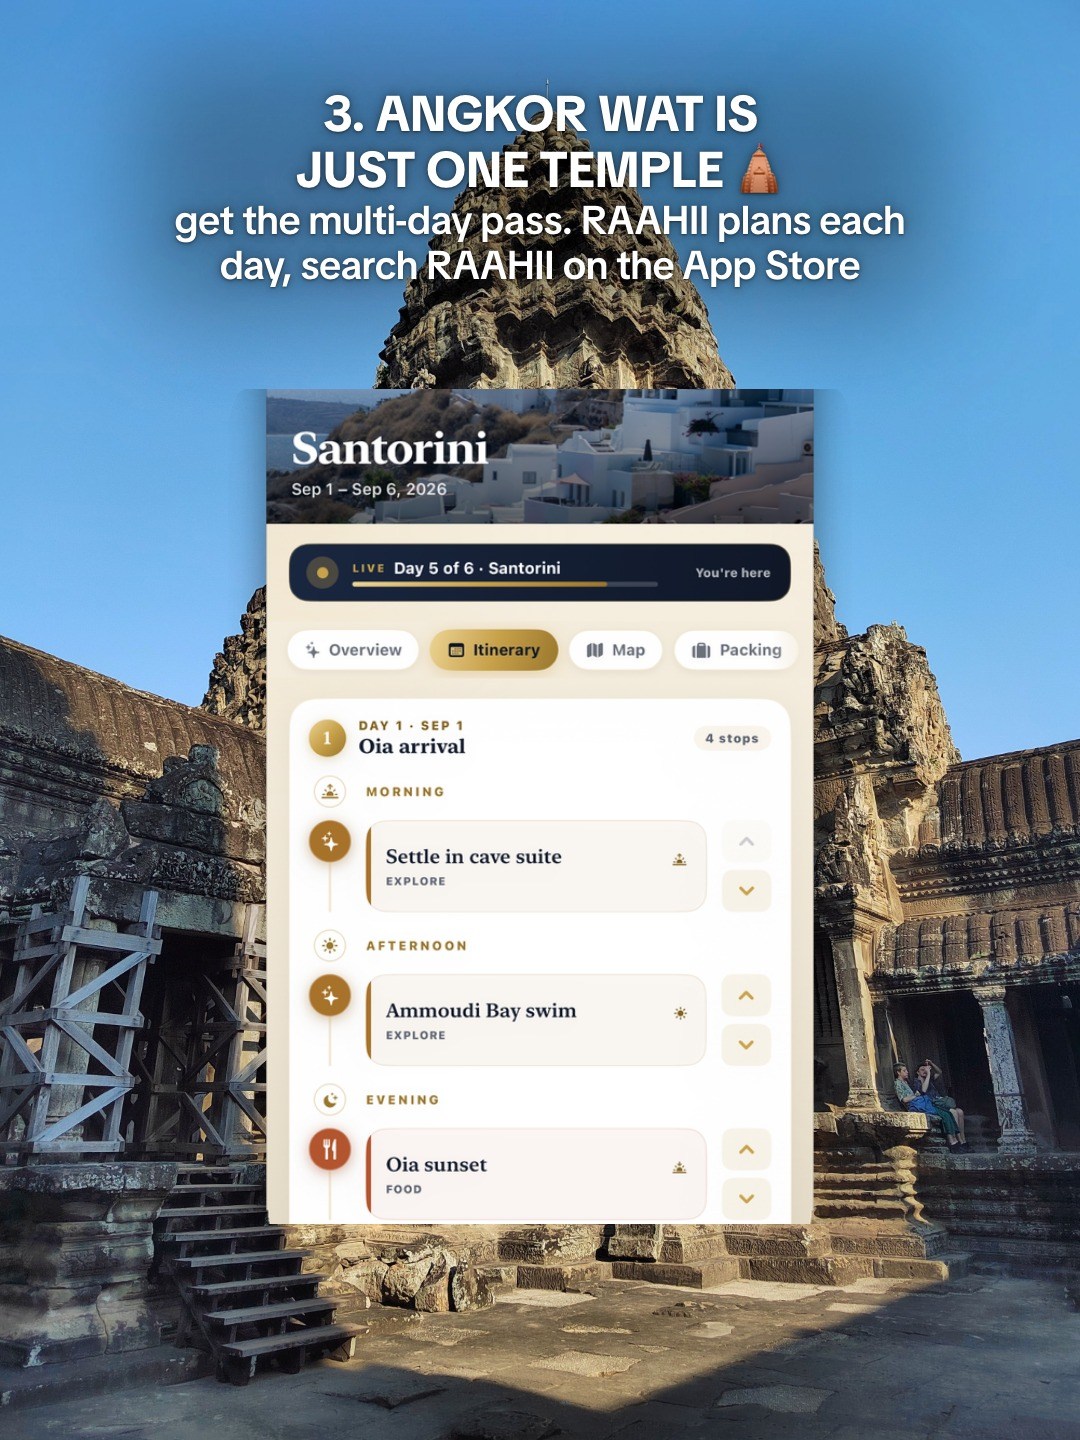 3. ANGKOR WAT IS
JUST ONE TEMPLE 🛕
get the multi-day pass. RAAHII plans each
day, search RAAHII on the App Store
Santorini
Sep 1 – Sep 6, 2026
LIVE Day 5 of 6 · Santorini
You're here
Overview
Itinerary
Map
Packing
1
DAY 1 · SEP 1
Oia arrival
4 stops
MORNING
Settle in cave suite
EXPLORE
AFTERNOON
Ammoudi Bay swim
EXPLORE
EVENING
Oia sunset
FOOD